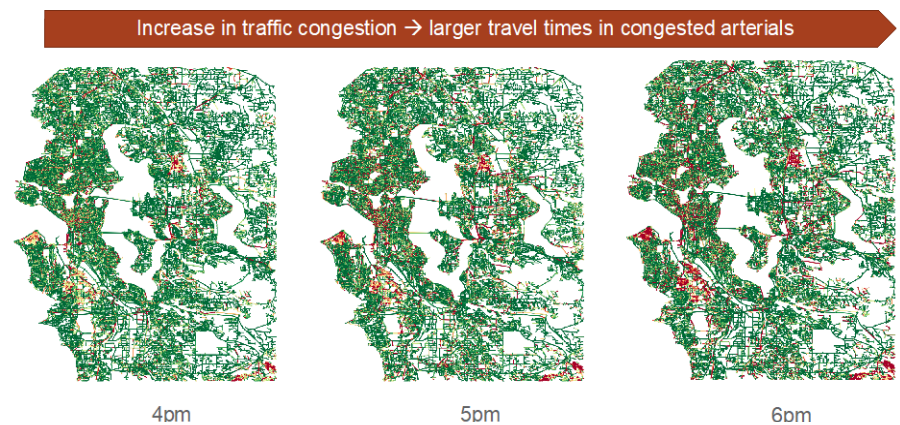 Increase in traffic congestion → larger travel times in congested arterials
4pm
5pm
6pm